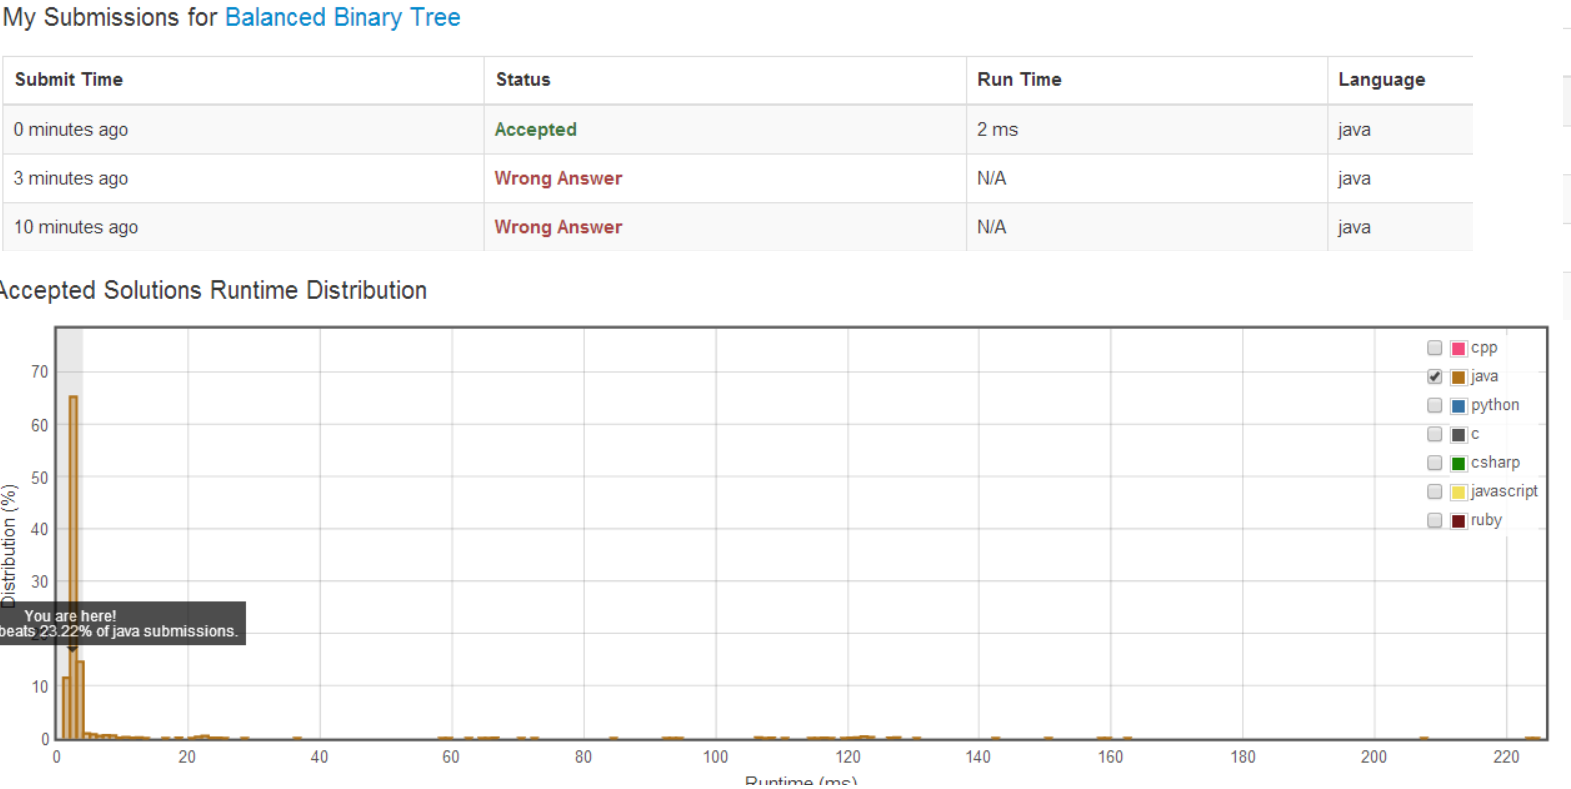 My Submissions for Balanced Binary Tree
Submit Time Status Run Time Language
0 minutes ago Accepted 2 ms java
3 minutes ago Wrong Answer N/A java
10 minutes ago Wrong Answer N/A java
Accepted Solutions Runtime Distribution
cpp
java
python
c
csharp
javascript
ruby
Distribution (%)
70
60
50
40
30
20
10
0
You are here!
beats 23.22% of java submissions.
0 20 40 60 80 100 120 140 160 180 200 220
Runtime (ms)